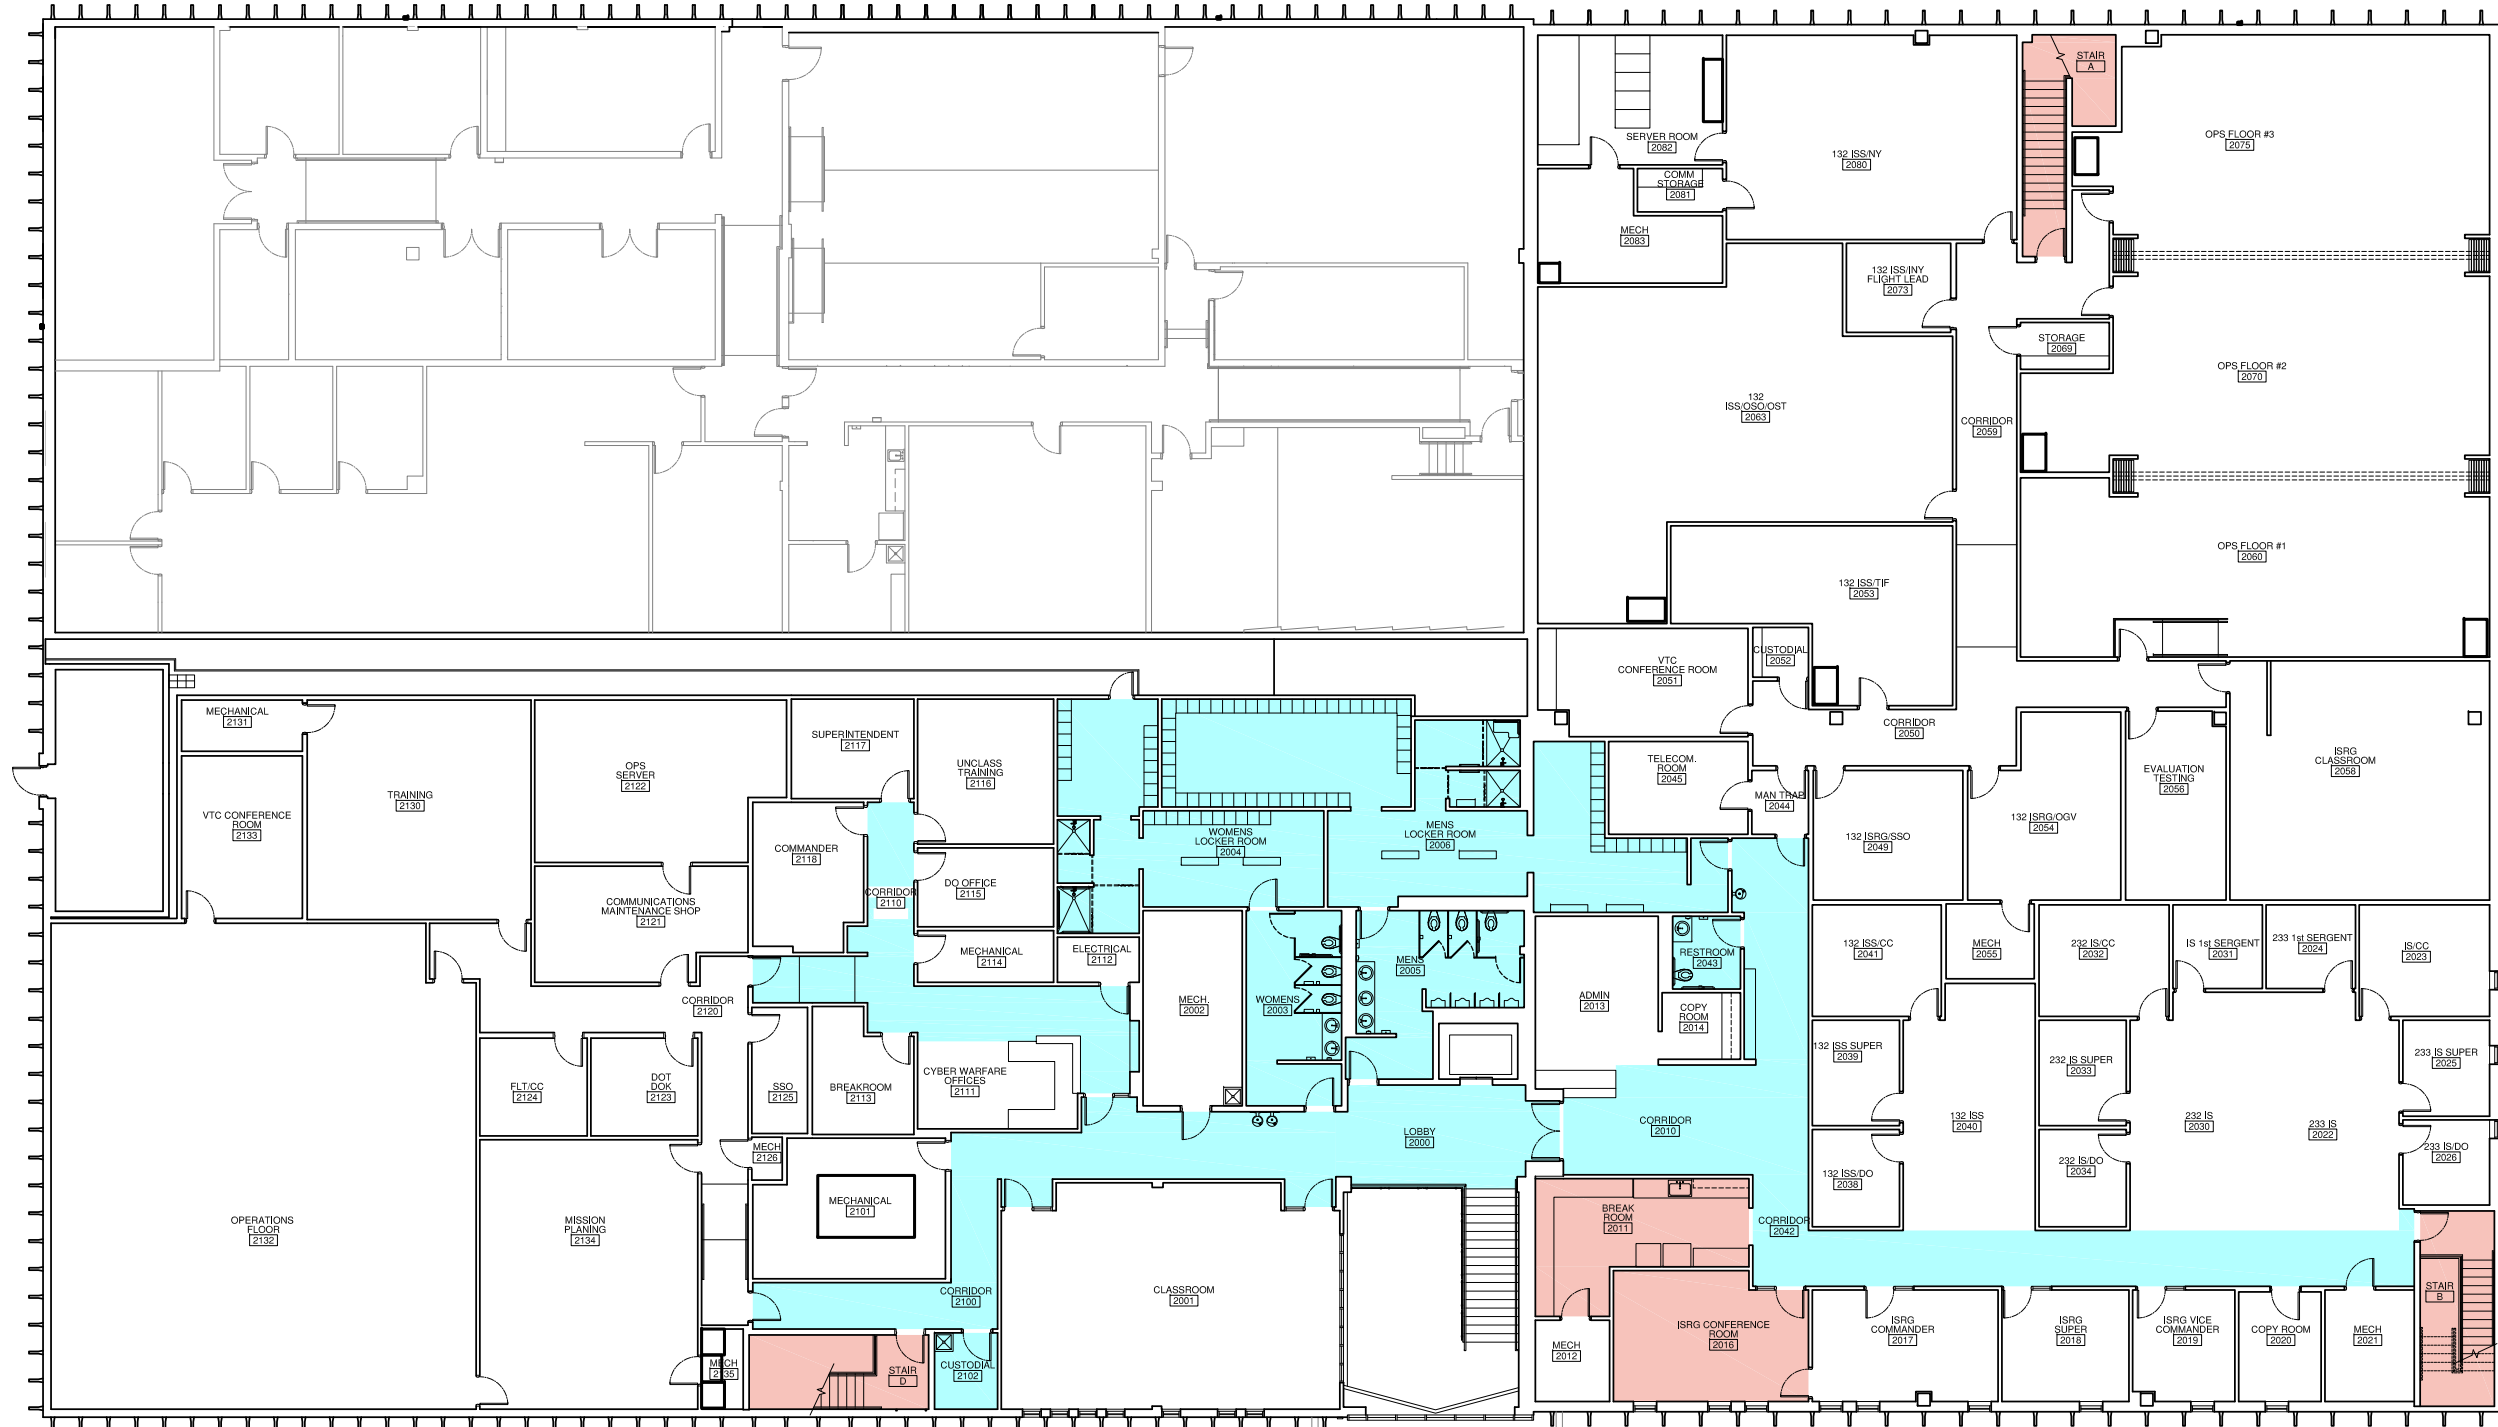 STAIR
A
OPS FLOOR #3
2075
SERVER ROOM
2082
132 ISS/NY
2080
COMM
STORAGE
2081
MECH
2083
132 ISS/INY
FLIGHT LEAD
2073
STORAGE
2069
OPS FLOOR #2
2070
132
ISS/OSO/OST
2063
CORRIDOR
2059
OPS FLOOR #1
2060
132 ISS/TIF
2053
VTC
CONFERENCE ROOM
2051
CUSTODIAL
2052
CORRIDOR
2050
MECHANICAL
2131
SUPERINTENDENT
2117
UNCLASS
TRAINING
2116
OPS
SERVER
2122
TRAINING
2130
VTC CONFERENCE
ROOM
2133
COMMANDER
2118
WOMENS
LOCKER ROOM
2004
MENS
LOCKER ROOM
2006
TELECOM.
ROOM
2045
MAN TRAP
2044
132 ISRG/SSO
2049
132 ISRG/OGV
2054
EVALUATION
TESTING
2056
ISRG
CLASSROOM
2058
COMMUNICATIONS
MAINTENANCE SHOP
2121
CORRIDOR
2110
DO OFFICE
2115
MECHANICAL
2114
ELECTRICAL
2112
MECH.
2002
WOMENS
2003
MENS
2005
ADMIN
2013
RESTROOM
2043
COPY
ROOM
2014
132 ISS/CC
2041
MECH
2055
232 IS/CC
2032
IS 1st SERGENT
2031
233 1st SERGENT
2024
IS/CC
2023
CORRIDOR
2120
FLT/CC
2124
DOT
DOK
2123
SSO
2125
BREAKROOM
2113
CYBER WARFARE
OFFICES
2111
132 ISS SUPER
2039
232 IS SUPER
2033
233 IS SUPER
2025
132 ISS
2040
232 IS
2030
233 IS
2022
LOBBY
2000
CORRIDOR
2010
132 ISS/DO
2038
232 IS/DO
2034
233 IS/DO
2026
MECH
2126
MECHANICAL
2101
OPERATIONS
FLOOR
2132
MISSION
PLANING
2134
BREAK
ROOM
2011
CORRIDOR
2042
CORRIDOR
2100
CLASSROOM
2001
STAIR
B
MECH
2135
STAIR
D
CUSTODIAL
2102
MECH
2012
ISRG CONFERENCE
ROOM
2016
ISRG
COMMANDER
2017
ISRG
SUPER
2018
ISRG VICE
COMMANDER
2019
COPY ROOM
2020
MECH
2021